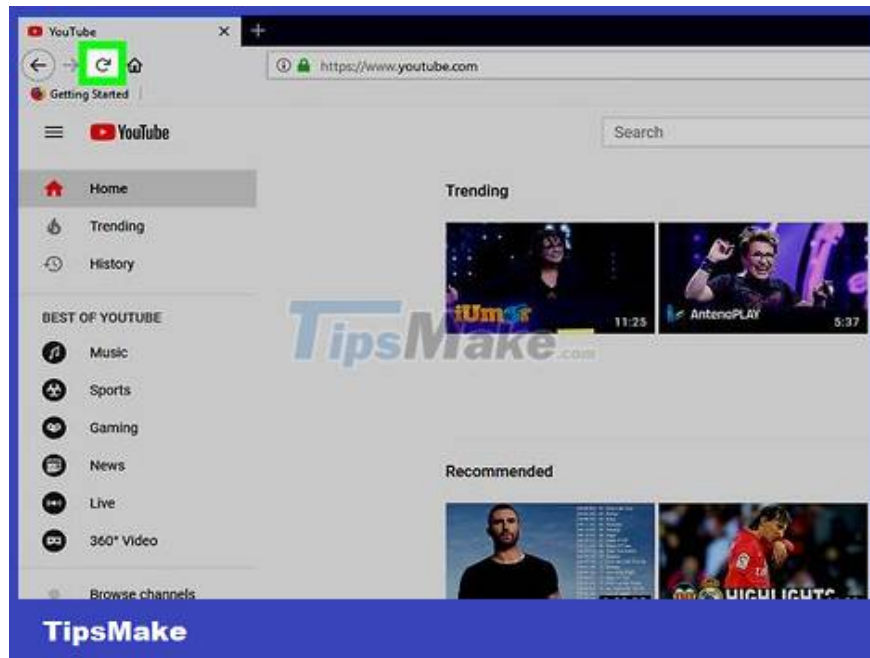 YouTube
Getting Started
https://www.youtube.com
YouTube
Search
Home
Trending
History
BEST OF YOUTUBE
Music
Sports
Gaming
News
Live
360° Video
Browse channels
Trending
iUmor
11:25
AntenaPLAY
5:37
TipsMake.com
Recommended
HIGHLIGHTS
TipsMake